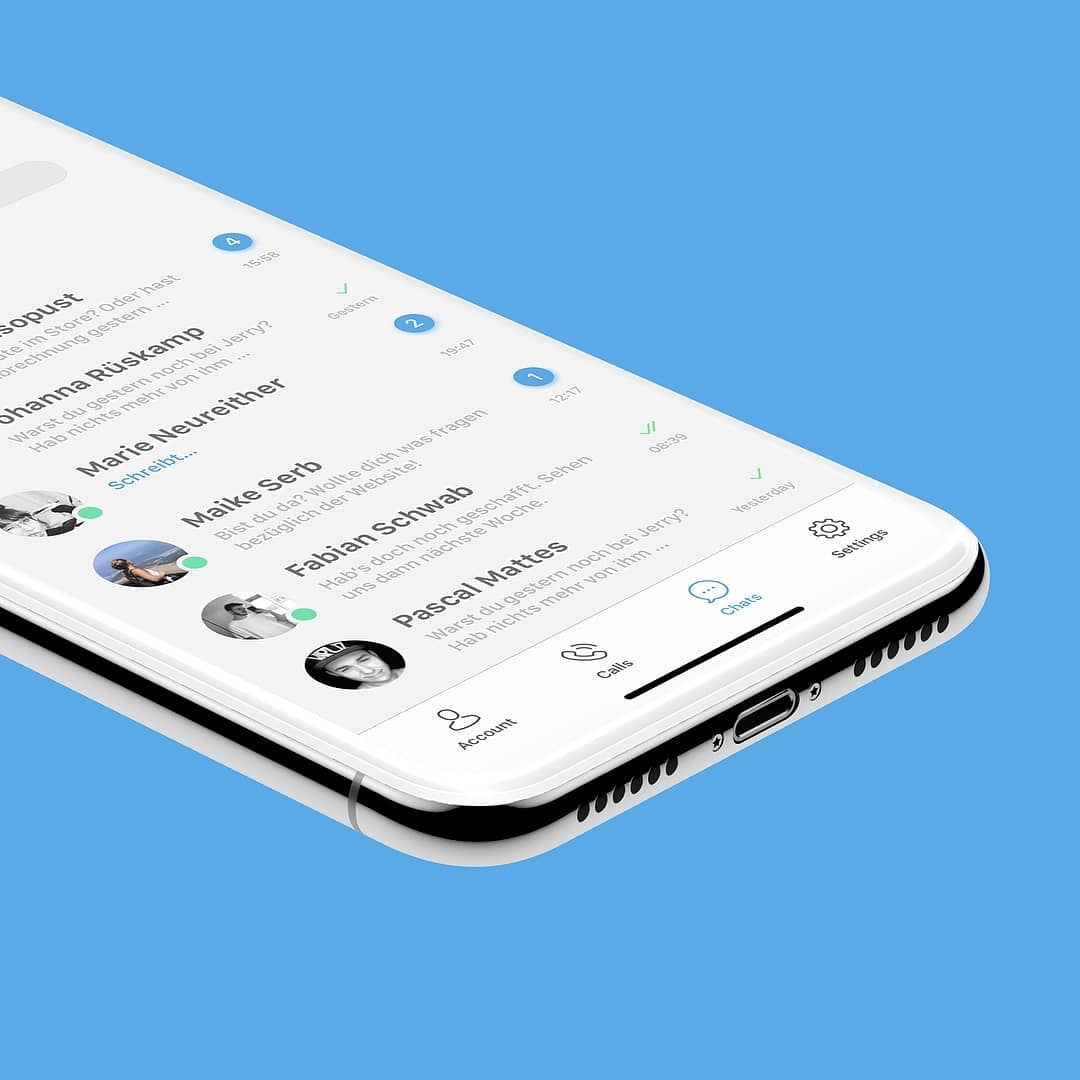 4
15:58
sopust
te im Store? Oder hast
brechnung gestern ...
Gestern
ohanna Rüskamp
Warst du gestern noch bei Jerry?
Hab nichts mehr von ihm ...
2
19:47
Marie Neureither
Schreibt...
1
12:17
Maike Serb
Bist du da? Wollte dich was fragen
bezüglich der Website!
08:39
Fabian Schwab
Hab's doch noch geschafft. Sehen
uns dann nächste Woche.
Yesterday
Pascal Mattes
Warst du gestern noch bei Jerry?
Hab nichts mehr von ihm ...
Account
Calls
Chats
Settings